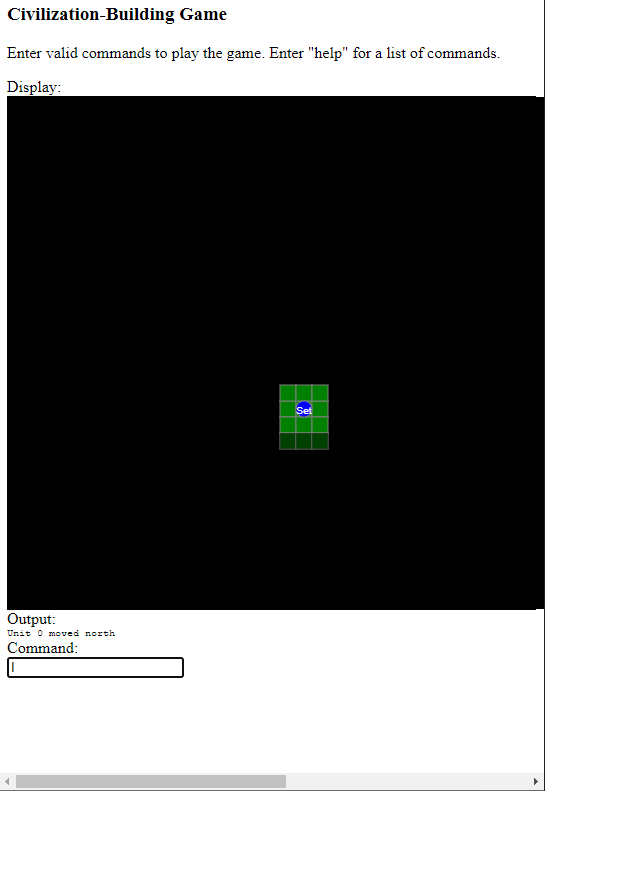 Civilization-Building Game
Enter valid commands to play the game. Enter "help" for a list of commands.
Display:
Set
Output:
Unit 0 moved north
Command: